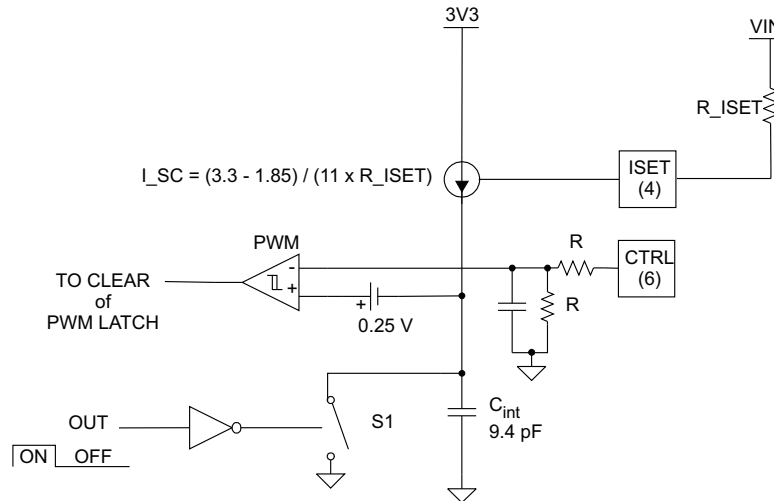 3V3
VIN
R_ISET
I_SC = (3.3 - 1.85) / (11 x R_ISET)
ISET
(4)
PWM
-
+
R
CTRL
(6)
TO CLEAR
of
PWM LATCH
+
0.25 V
R
OUT
S1
C_int
9.4 pF
ON OFF